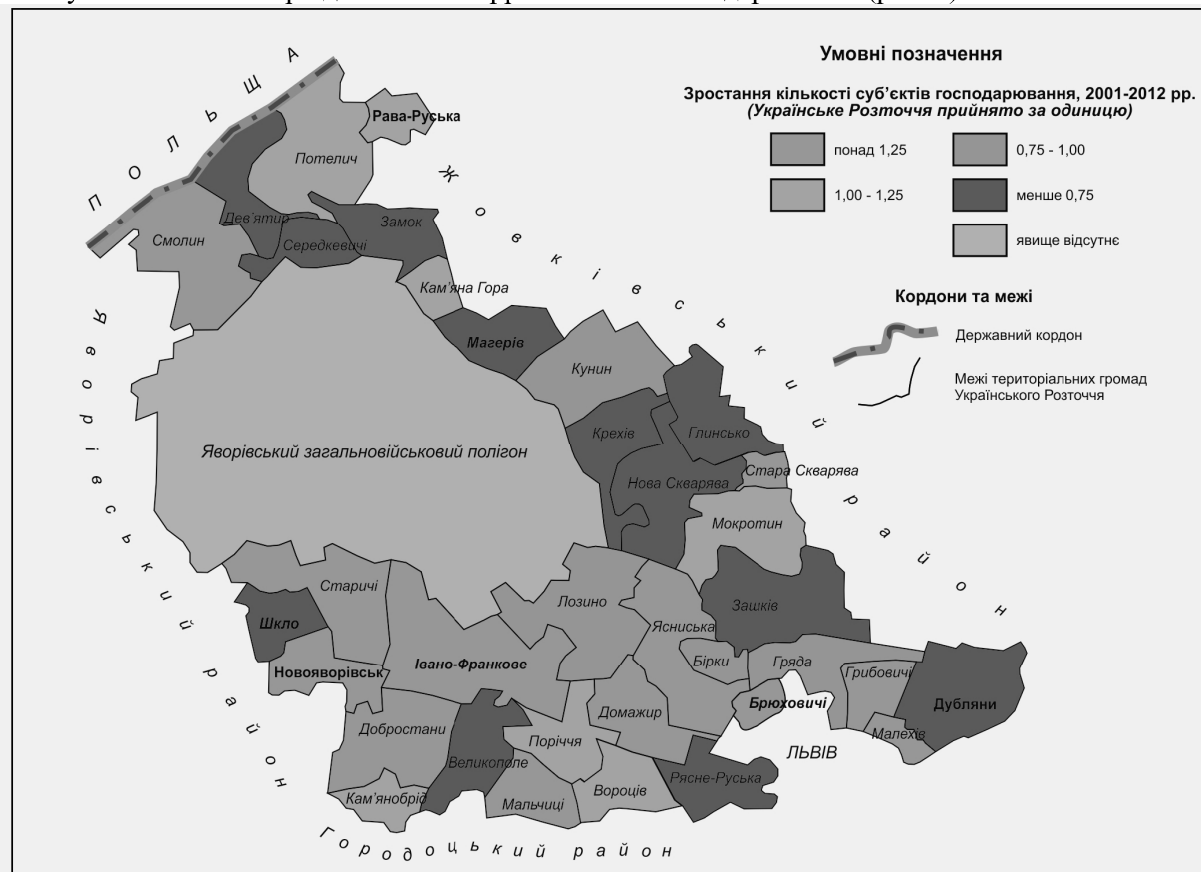 Умовні позначення
Зростання кількості суб’єктів господарювання, 2001-2012 рр.
(Українське Розточчя прийнято за одиницю)
понад 1,25
0,75 - 1,00
1,00 - 1,25
менше 0,75
явище відсутнє
Кордони та межі
Державний кордон
Межі територіальних громад
Українського Розточчя
ПОЛЬЩА
Рава-Руська
Потелич
Жовківський район
Дев’ятир
Замок
Смолин
Середкевичі
Кам’яна Гора
Яворівський район
Магерів
Кунин
Крехів
Глинсько
Яворівський загальновійськовий полігон
Стара Скварява
Нова Скварява
Мокротин
Старичі
Лозино
Зашків
Шкло
Ясниська
Івано-Франкове
Бірки
Гряда
Новояворівськ
Грибовичі
Брюховичі
Дубляни
Домажир
Добростани
Малехів
Поріччя
ЛЬВІВ
Великополе
Рясне-Руська
Кам’янобрід
Мальчиці
Вороців
Городоцький район